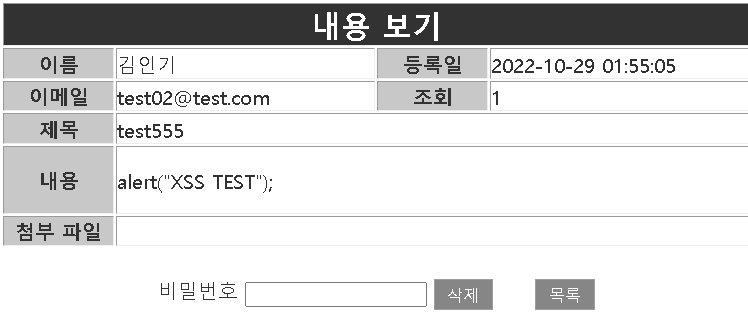 내용 보기
이름 김인기 등록일 2022-10-29 01:55:05
이메일 test02@test.com 조회 1
제목 test555
내용 alert("XSS TEST");
첨부 파일
비밀번호 삭제 목록